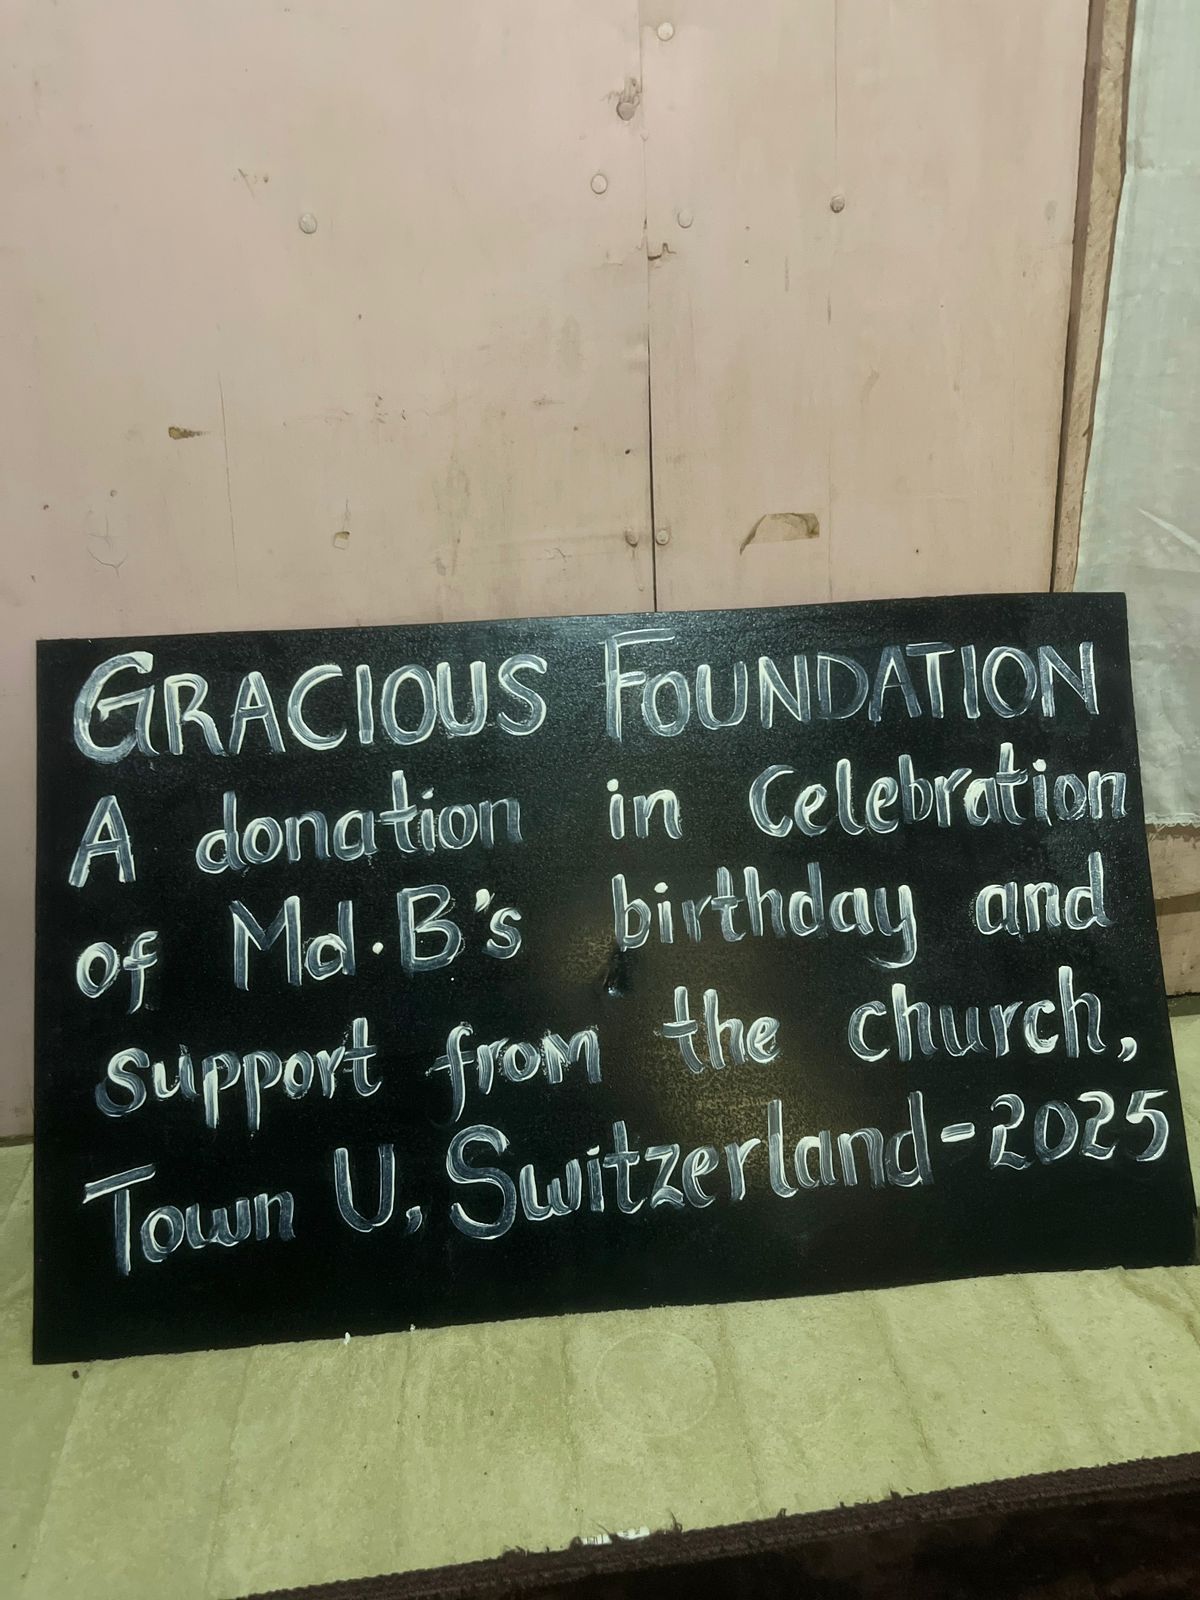 GRACIOUS FOUNDATION
A donation in Celebration
of Md.B's birthday and
support from the church,
Town U, Switzerland-2025